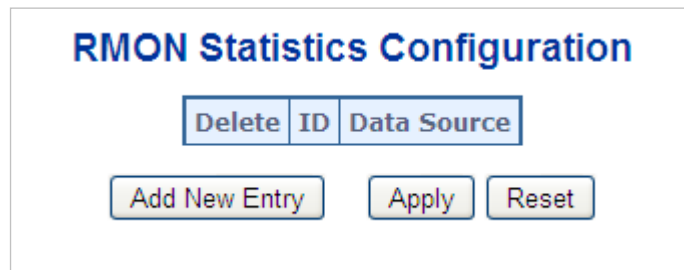 RMON Statistics Configuration
Delete ID Data Source
Add New Entry Apply Reset